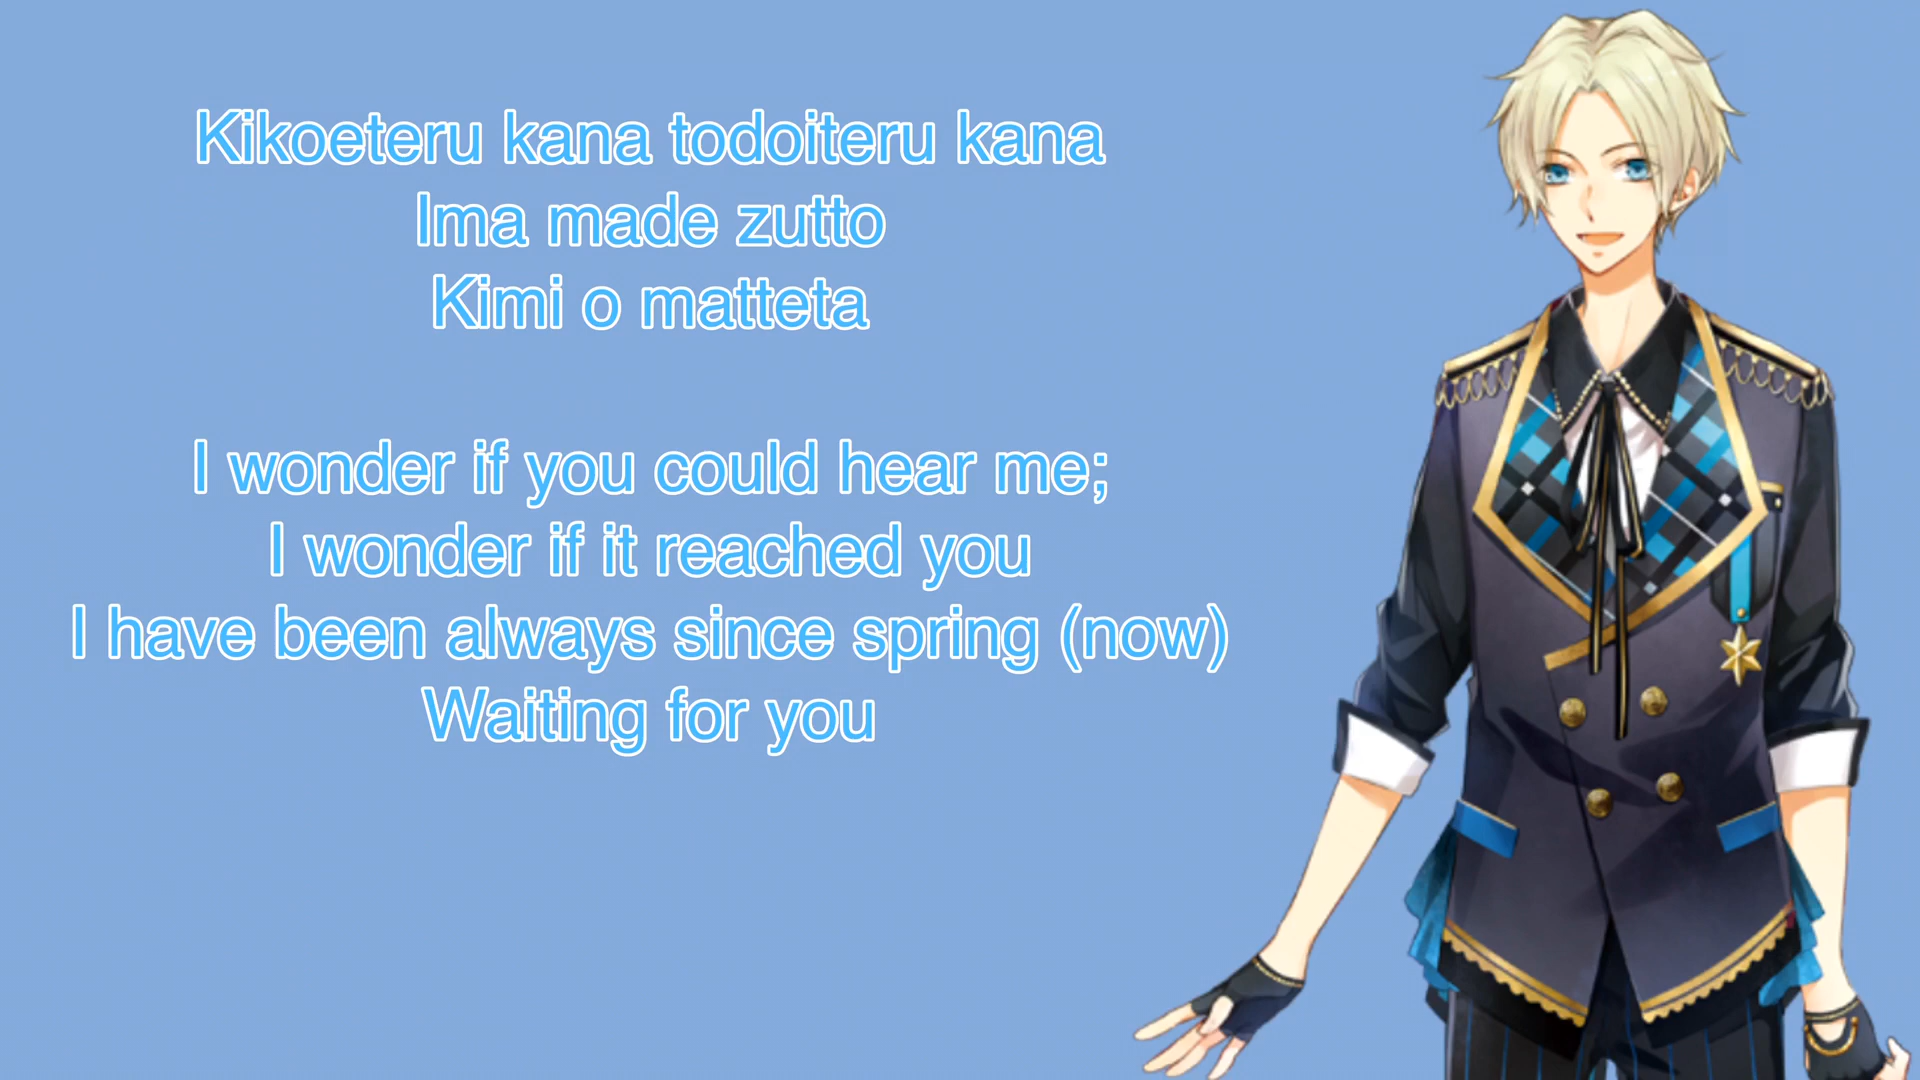 Kikoeteru kana todoiteru kana
Ima made zutto
Kimi o matteta
I wonder if you could hear me;
I wonder if it reached you
I have been always since spring (now)
Waiting for you